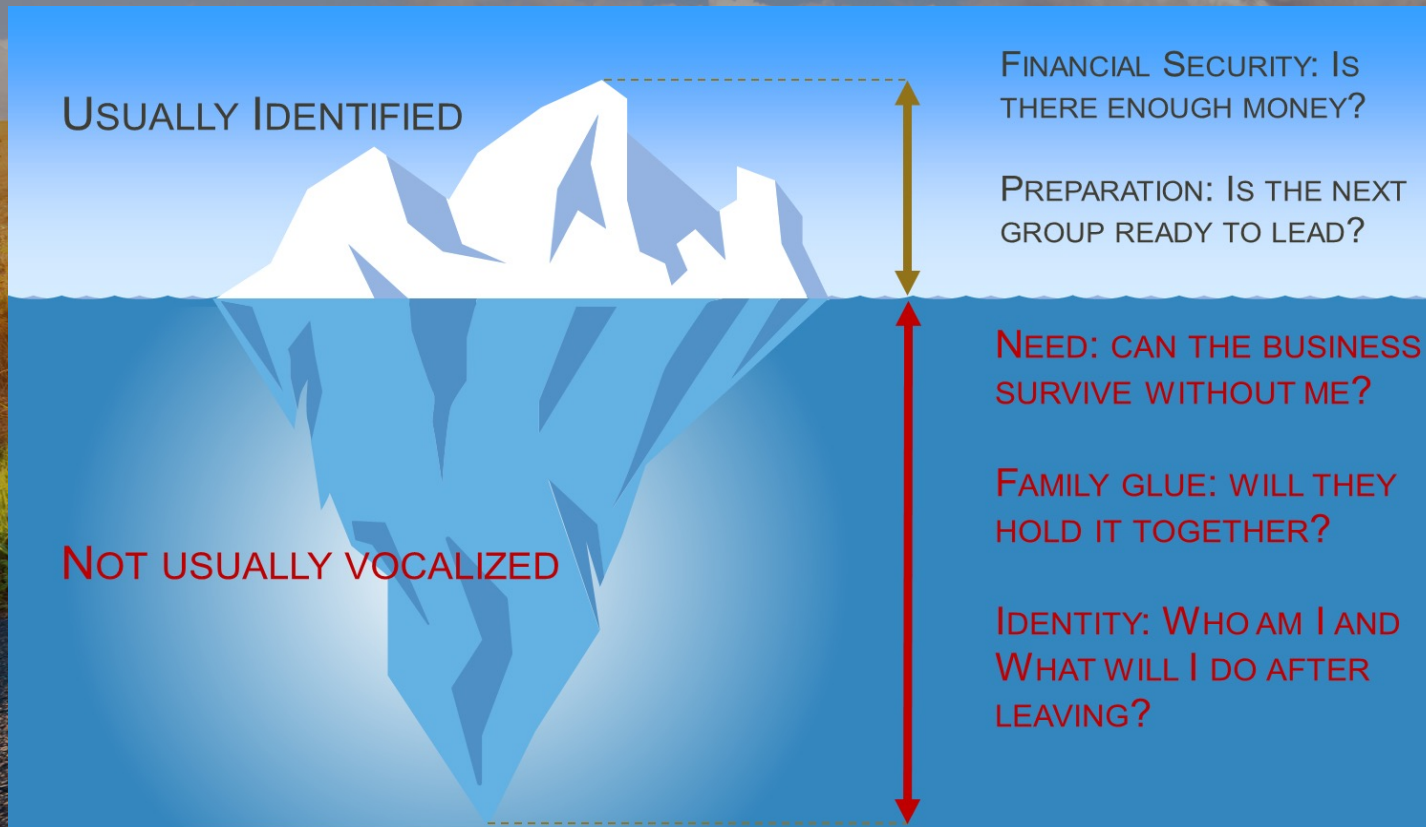 USUALLY IDENTIFIED
FINANCIAL SECURITY: IS
THERE ENOUGH MONEY?
PREPARATION: IS THE NEXT
GROUP READY TO LEAD?
NEED: CAN THE BUSINESS
SURVIVE WITHOUT ME?
FAMILY GLUE: WILL THEY
HOLD IT TOGETHER?
NOT USUALLY VOCALIZED
IDENTITY: WHO AM I AND
WHAT WILL I DO AFTER
LEAVING?